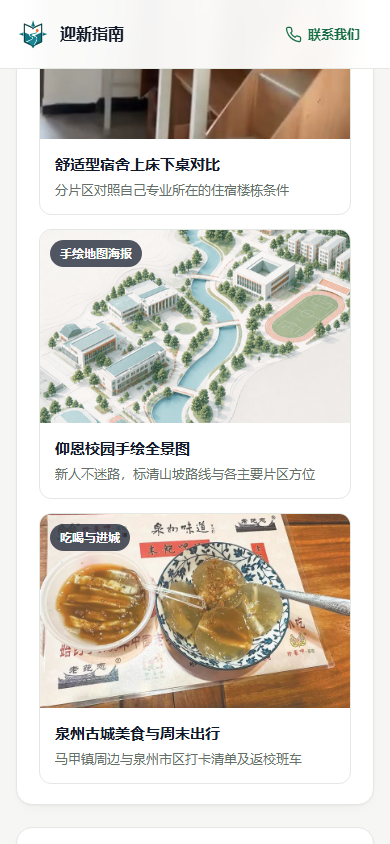 迎新指南
联系我们
舒适型宿舍上床下桌对比
分片区对照自己专业所在的住宿楼栋条件
手绘地图海报
仰恩校园手绘全景图
新人不迷路，标清山坡路线与各主要片区方位
吃喝与进城
泉州味道
老范志
老范志
泉州古城美食与周末出行
马甲镇周边与泉州市区打卡清单及返校班车